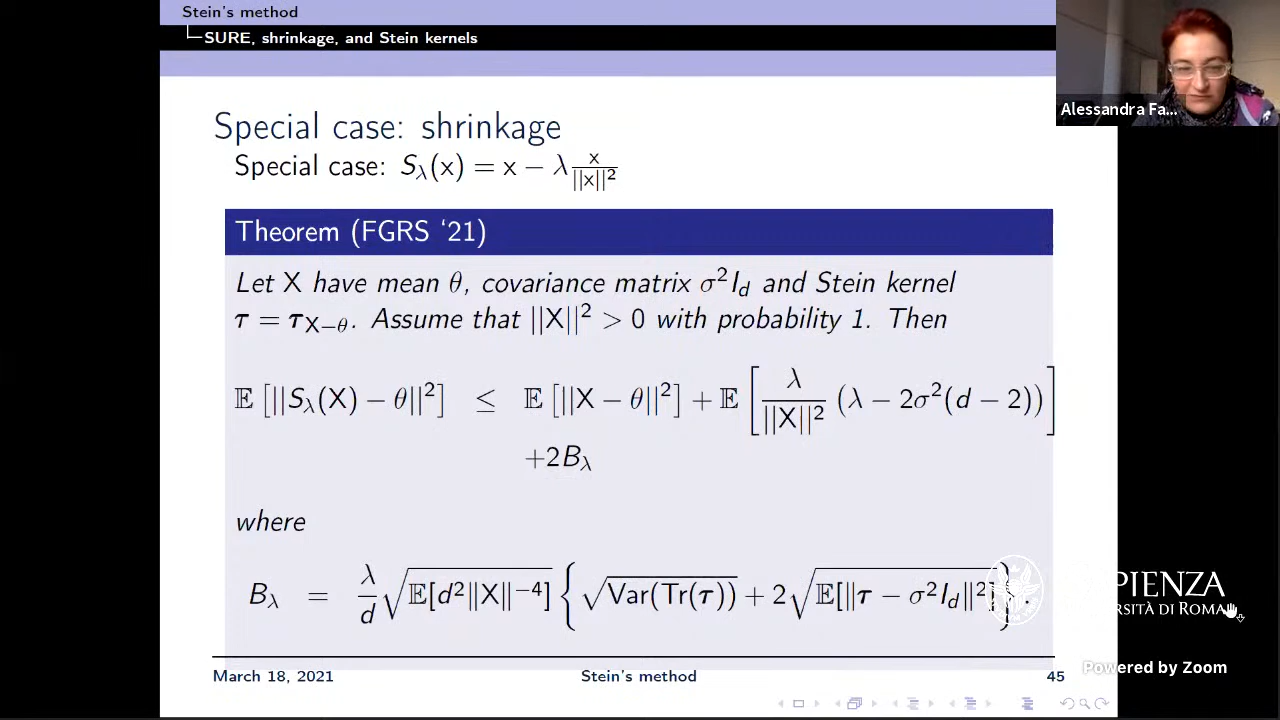 Stein's method
SURE, shrinkage, and Stein kernels
Alessandra Fa...
Special case: shrinkage
Special case: S_λ(x) = x − λ x/||x||²
Theorem (FGRS '21)
Let X have mean θ, covariance matrix σ²I_d and Stein kernel
τ = τ_{X−θ}. Assume that ||X||² > 0 with probability 1. Then
𝔼 [||S_λ(X) − θ||²] ≤ 𝔼 [||X − θ||²] + 𝔼 [λ/||X||² (λ − 2σ²(d − 2))]
+2B_λ
where
B_λ = λ/d √𝔼[d²‖X‖⁻⁴] {√Var(Tr(τ)) + 2√𝔼[‖τ − σ²I_d‖²]}.
SAPIENZA
UNIVERSITÀ DI ROMA
Powered by Zoom
March 18, 2021 Stein's method 45